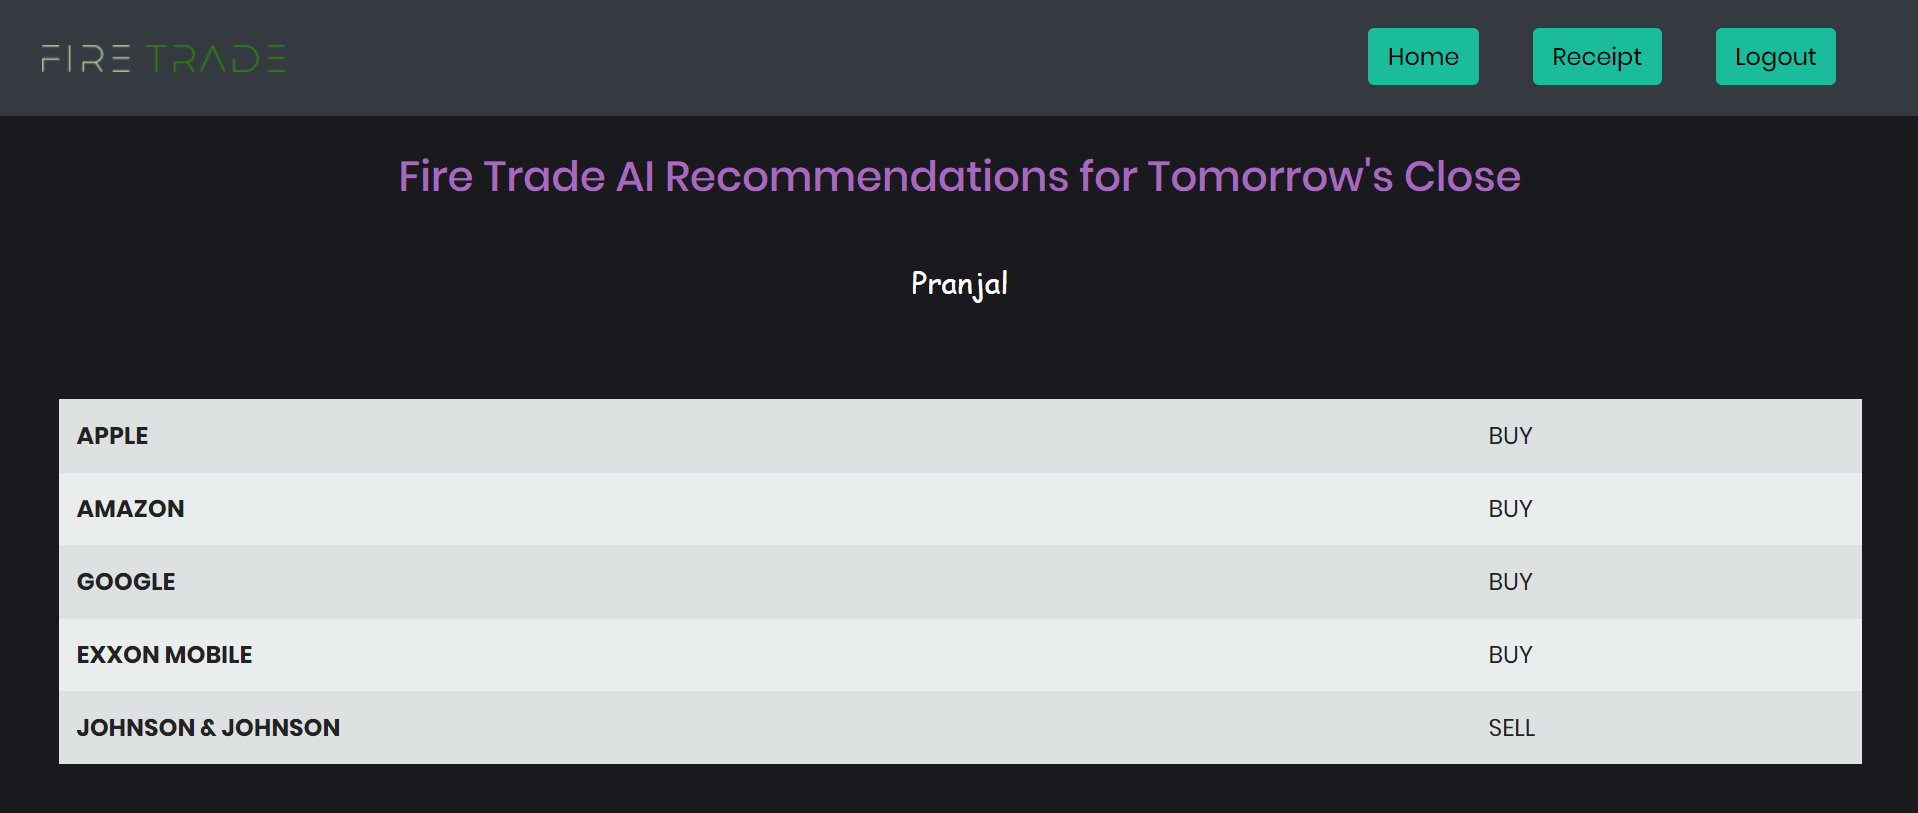 FIRE TRADE Home Receipt Logout
Fire Trade AI Recommendations for Tomorrow's Close
Pranjal
APPLE BUY
AMAZON BUY
GOOGLE BUY
EXXON MOBILE BUY
JOHNSON & JOHNSON SELL